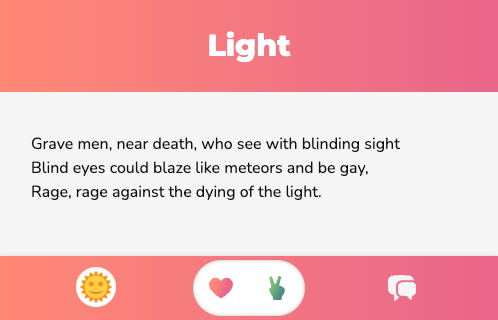 Light
Grave men, near death, who see with blinding sight
Blind eyes could blaze like meteors and be gay,
Rage, rage against the dying of the light.